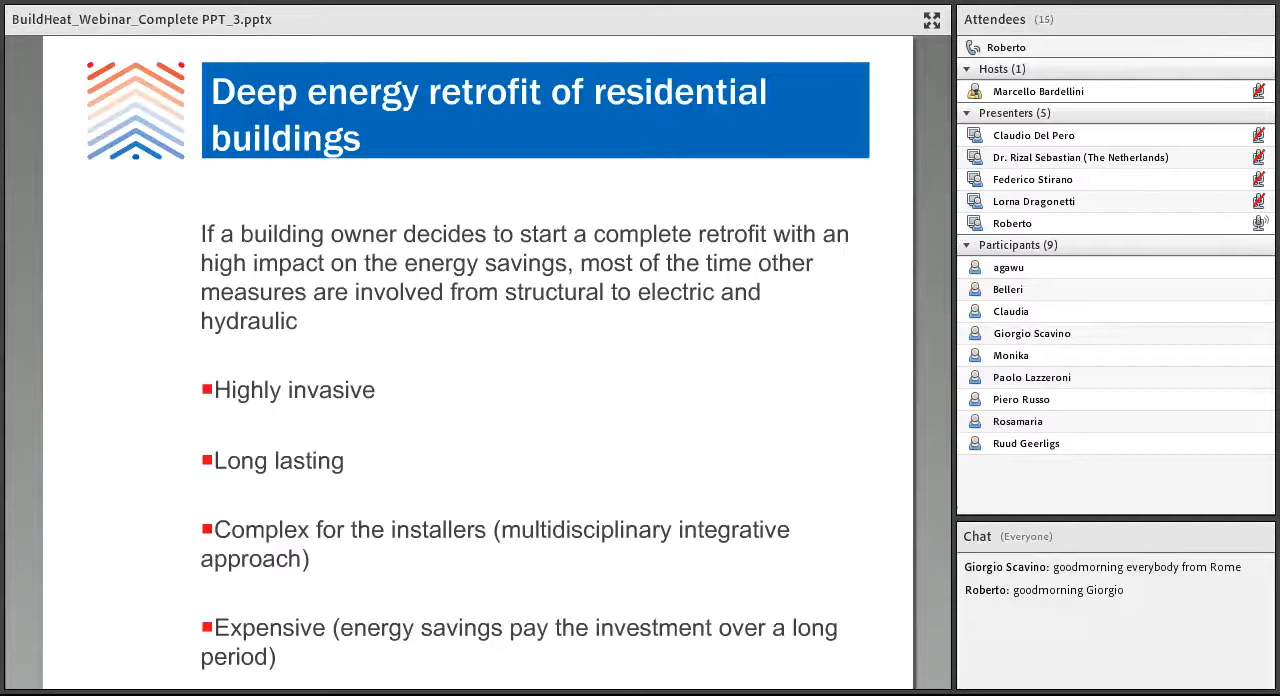 BuildHeat_Webinar_Complete PPT_3.pptx
Deep energy retrofit of residential
buildings
If a building owner decides to start a complete retrofit with an
high impact on the energy savings, most of the time other
measures are involved from structural to electric and
hydraulic
Highly invasive
Long lasting
Complex for the installers (multidisciplinary integrative
approach)
Expensive (energy savings pay the investment over a long
period)
Attendees (15)
Roberto
Hosts (1)
Marcello Bardellini
Presenters (5)
Claudio Del Pero
Dr. Rizal Sebastian (The Netherlands)
Federico Stirano
Lorna Dragonetti
Roberto
Participants (9)
agawu
Belleri
Claudia
Giorgio Scavino
Monika
Paolo Lazzeroni
Piero Russo
Rosamaria
Ruud Geerligs
Chat (Everyone)
Giorgio Scavino: goodmorning everybody from Rome
Roberto: goodmorning Giorgio